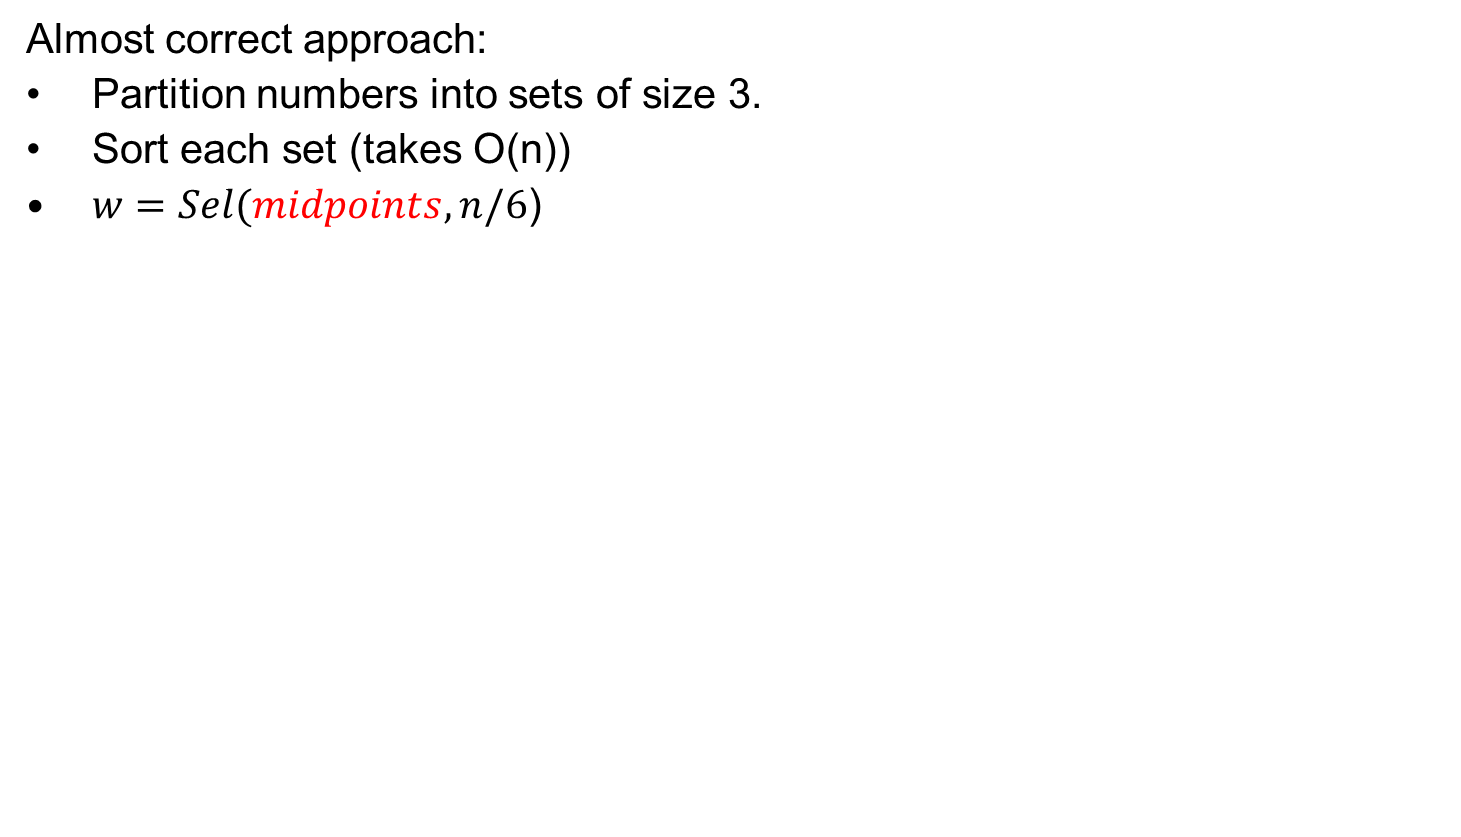 Almost correct approach:
• Partition numbers into sets of size 3.
• Sort each set (takes O(n))
• w = Sel(midpoints, n/6)